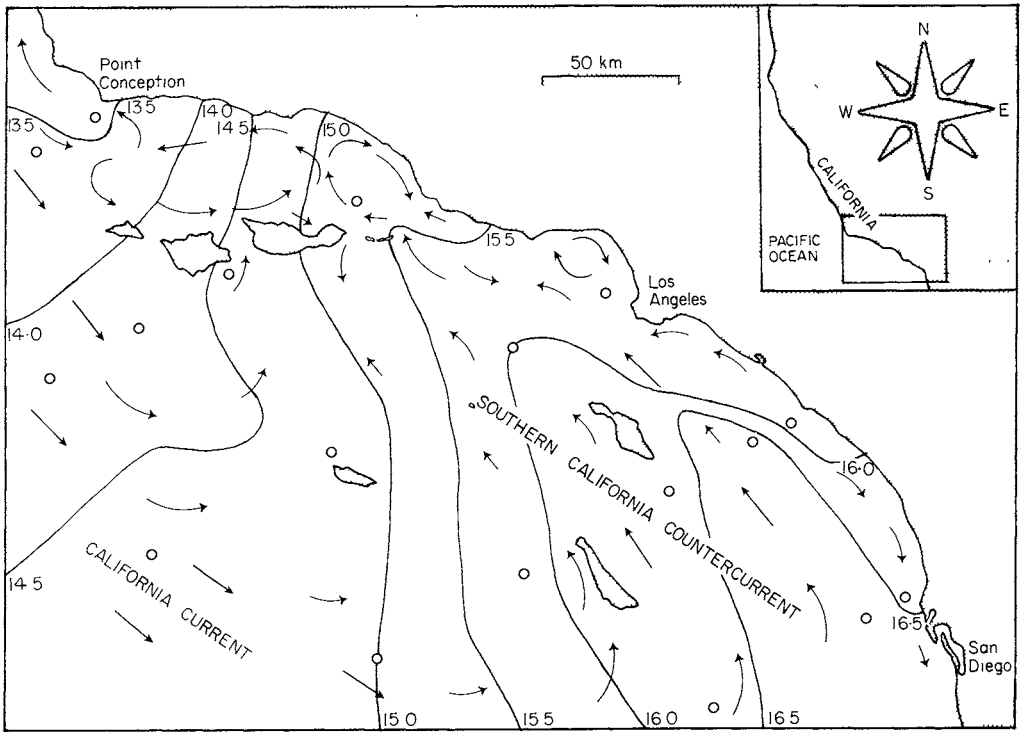 Point
Conception
50 km
N
W
E
S
CALIFORNIA
PACIFIC
OCEAN
13.5
13.5
14.0
14.5
15.0
15.5
Los
Angeles
14.0
SOUTHERN CALIFORNIA COUNTERCURRENT
16.0
14.5
CALIFORNIA CURRENT
16.5
San
Diego
15.0
15.5
16.0
16.5